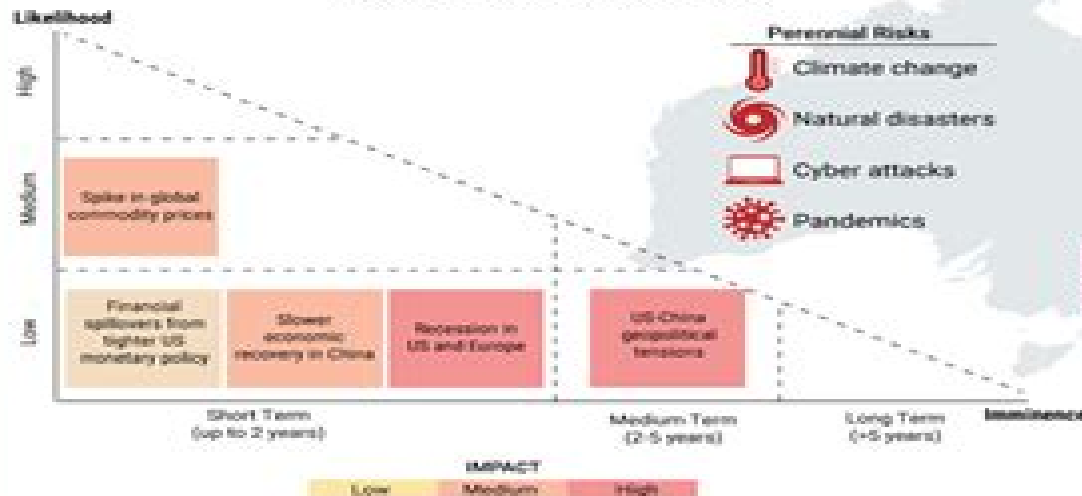 Likelihood
High
Medium
Low
Perennial Risks
Climate change
Natural disasters
Cyber attacks
Pandemics
Spike in global
commodity prices
Financial
spillovers from
tighter US
monetary policy
Slower
economic
recovery in China
Recession in
US and Europe
US-China
geopolitical
tensions
Short Term
(up to 2 years)
Medium Term
(2-5 years)
Long Term
(+5 years)
Imminence
IMPACT
Low
Medium
High